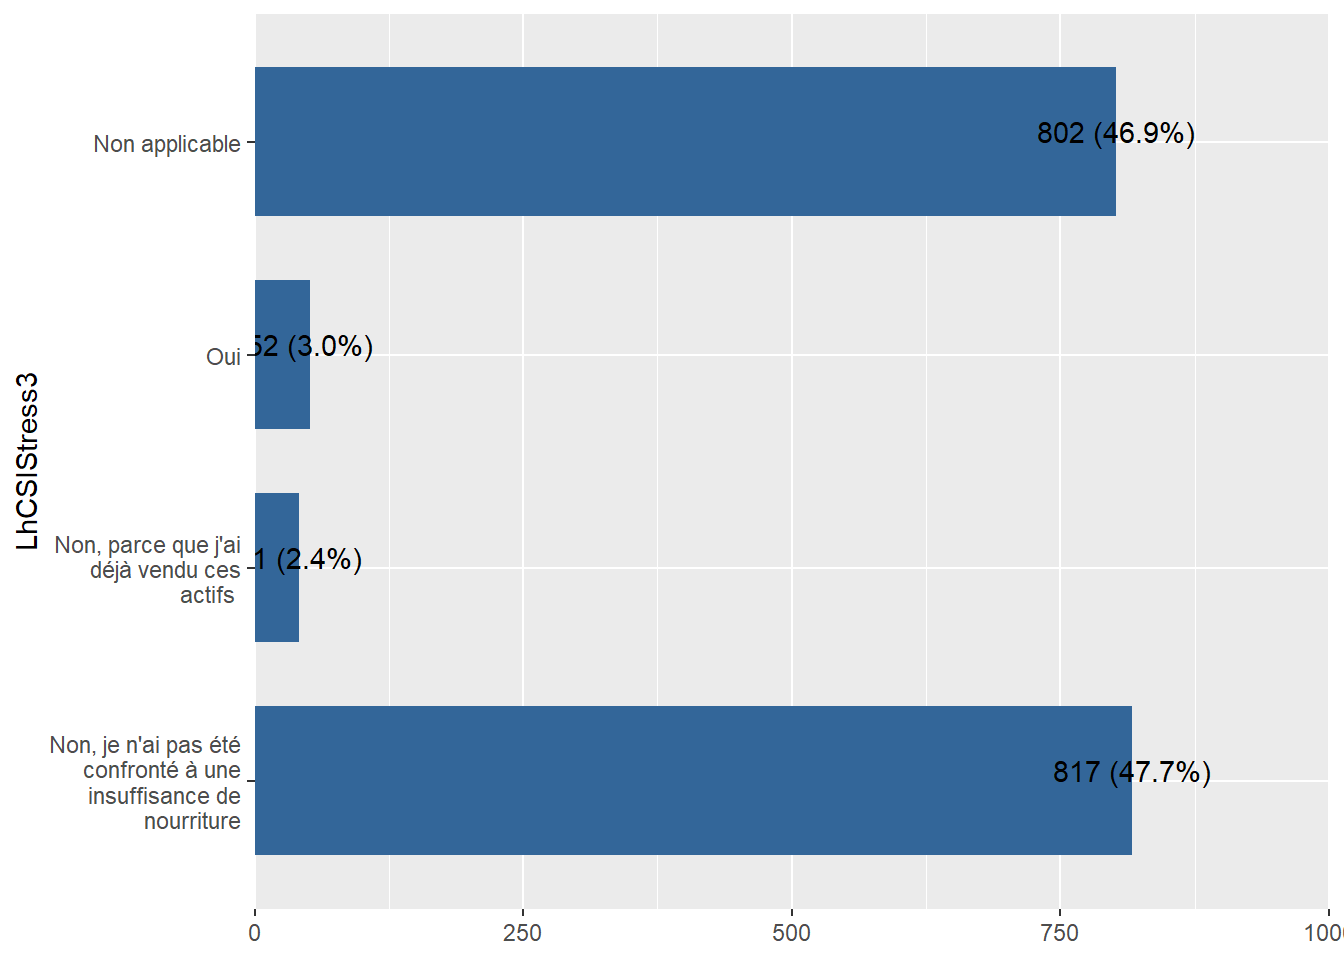 Non applicable
802 (46.9%)
Oui
52 (3.0%)
LhCSIStress3
Non, parce que j'ai
déjà vendu ces
actifs
1 (2.4%)
Non, je n'ai pas été
confronté à une
insuffisance de
nourriture
817 (47.7%)
0
250
500
750
100